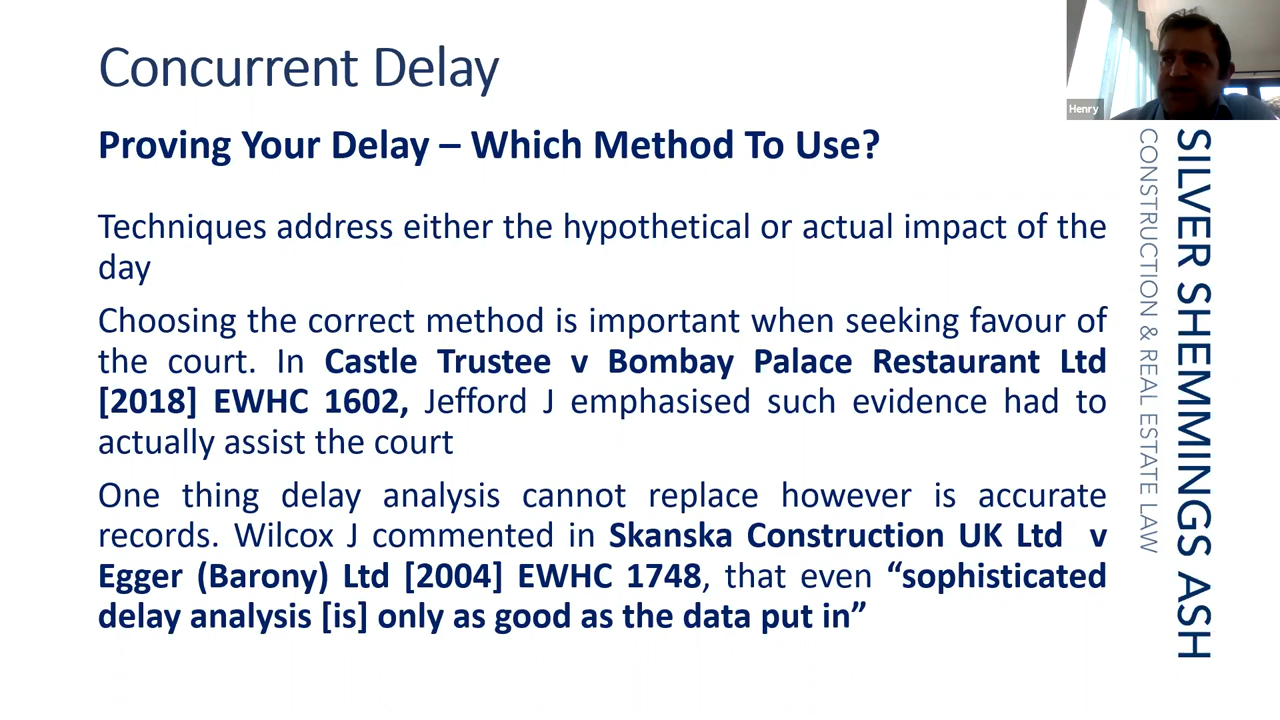 Concurrent Delay
Proving Your Delay – Which Method To Use?
Techniques address either the hypothetical or actual impact of the
day
Choosing the correct method is important when seeking favour of
the court. In Castle Trustee v Bombay Palace Restaurant Ltd
[2018] EWHC 1602, Jefford J emphasised such evidence had to
actually assist the court
One thing delay analysis cannot replace however is accurate
records. Wilcox J commented in Skanska Construction UK Ltd v
Egger (Barony) Ltd [2004] EWHC 1748, that even “sophisticated
delay analysis [is] only as good as the data put in”
Henry
SILVER SHEMMINGS ASH
CONSTRUCTION & REAL ESTATE LAW